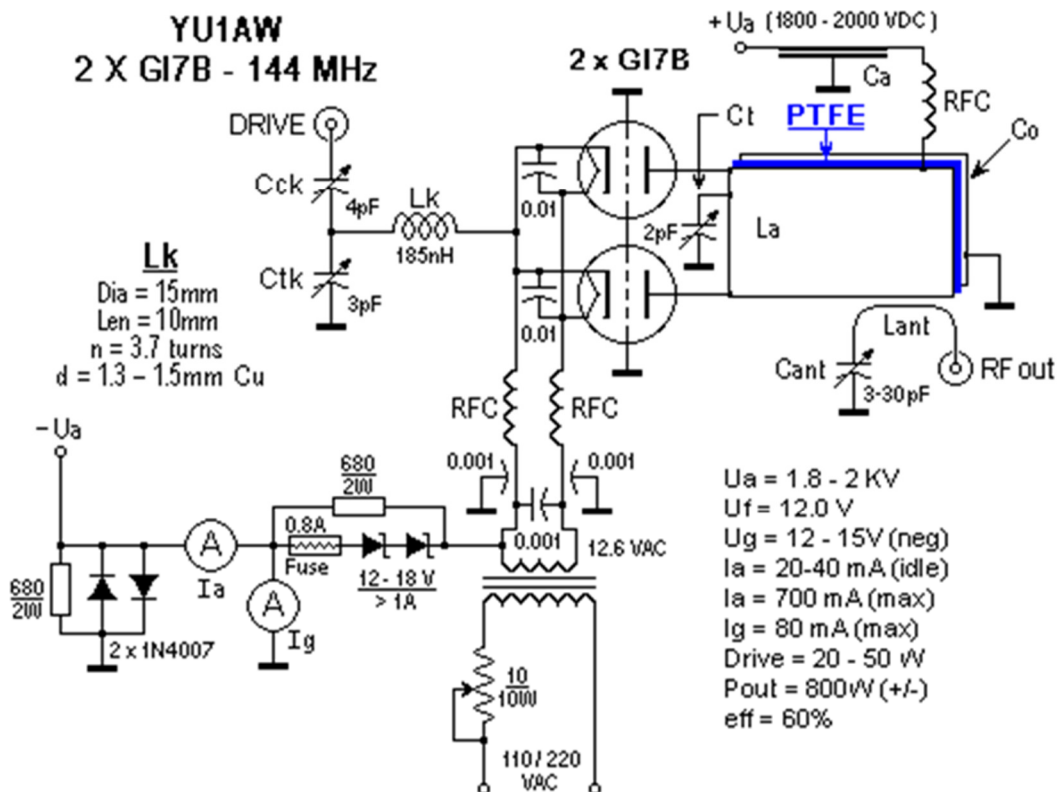 YU1AW
2 X GI7B - 144 MHz
+ Ua (1800 - 2000 VDC)
2 x GI7B
Ca
RFC
DRIVE
Ct
PTFE
Co
Cck
4pF
Lk
185nH
0.01
2pF
La
Ctk
3pF
0.01
Lk
Dia = 15mm
Len = 10mm
n = 3.7 turns
d = 1.3 – 1.5mm Cu
Lant
Cant
3-30pF
RF out
RFC
RFC
- Ua
0.001
0.001
680
2W
0.8A
Fuse
0.001
12.6 VAC
A
Ia
12 - 18 V
> 1A
680
2W
A
Ig
2 x 1N4007
10
10W
110 / 220
VAC
Ua = 1.8 - 2 KV
Uf = 12.0 V
Ug = 12 - 15V (neg)
Ia = 20-40 mA (idle)
Ia = 700 mA (max)
Ig = 80 mA (max)
Drive = 20 - 50 W
Pout = 800W (+/-)
eff = 60%